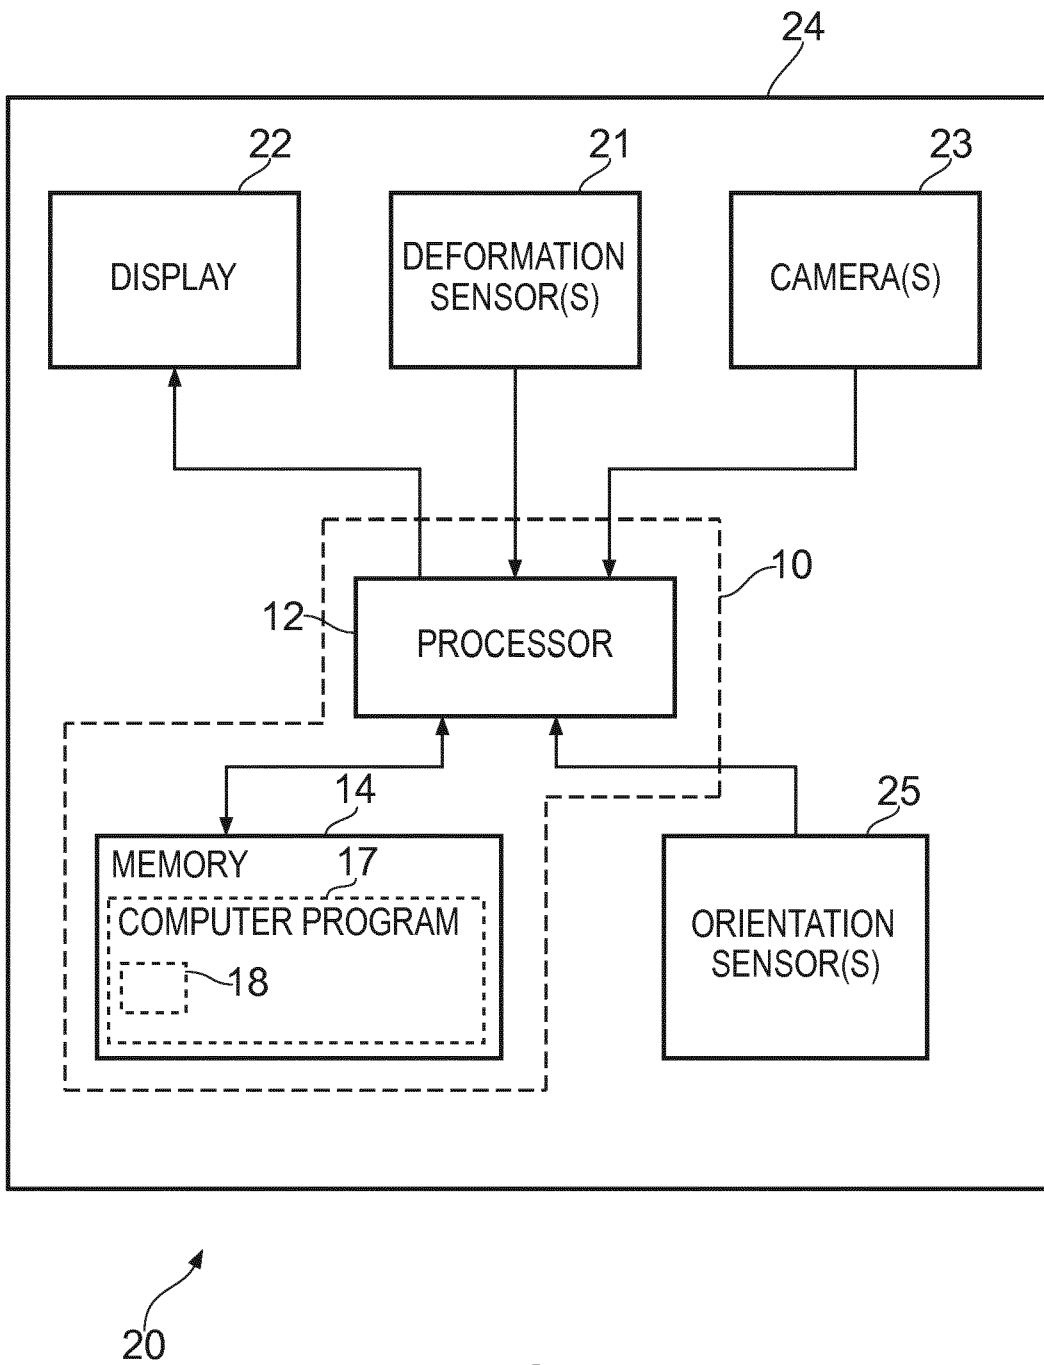 24
22
21
23
DISPLAY
DEFORMATION
SENSOR(S)
CAMERA(S)
10
12
PROCESSOR
14
25
MEMORY
17
COMPUTER PROGRAM
18
ORIENTATION
SENSOR(S)
20